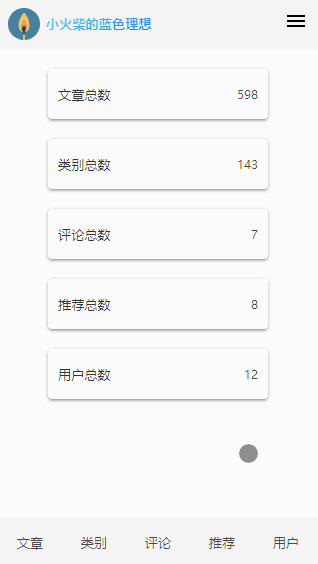 小火柴的蓝色理想
文章总数 598
类别总数 143
评论总数 7
推荐总数 8
用户总数 12
文章 类别 评论 推荐 用户